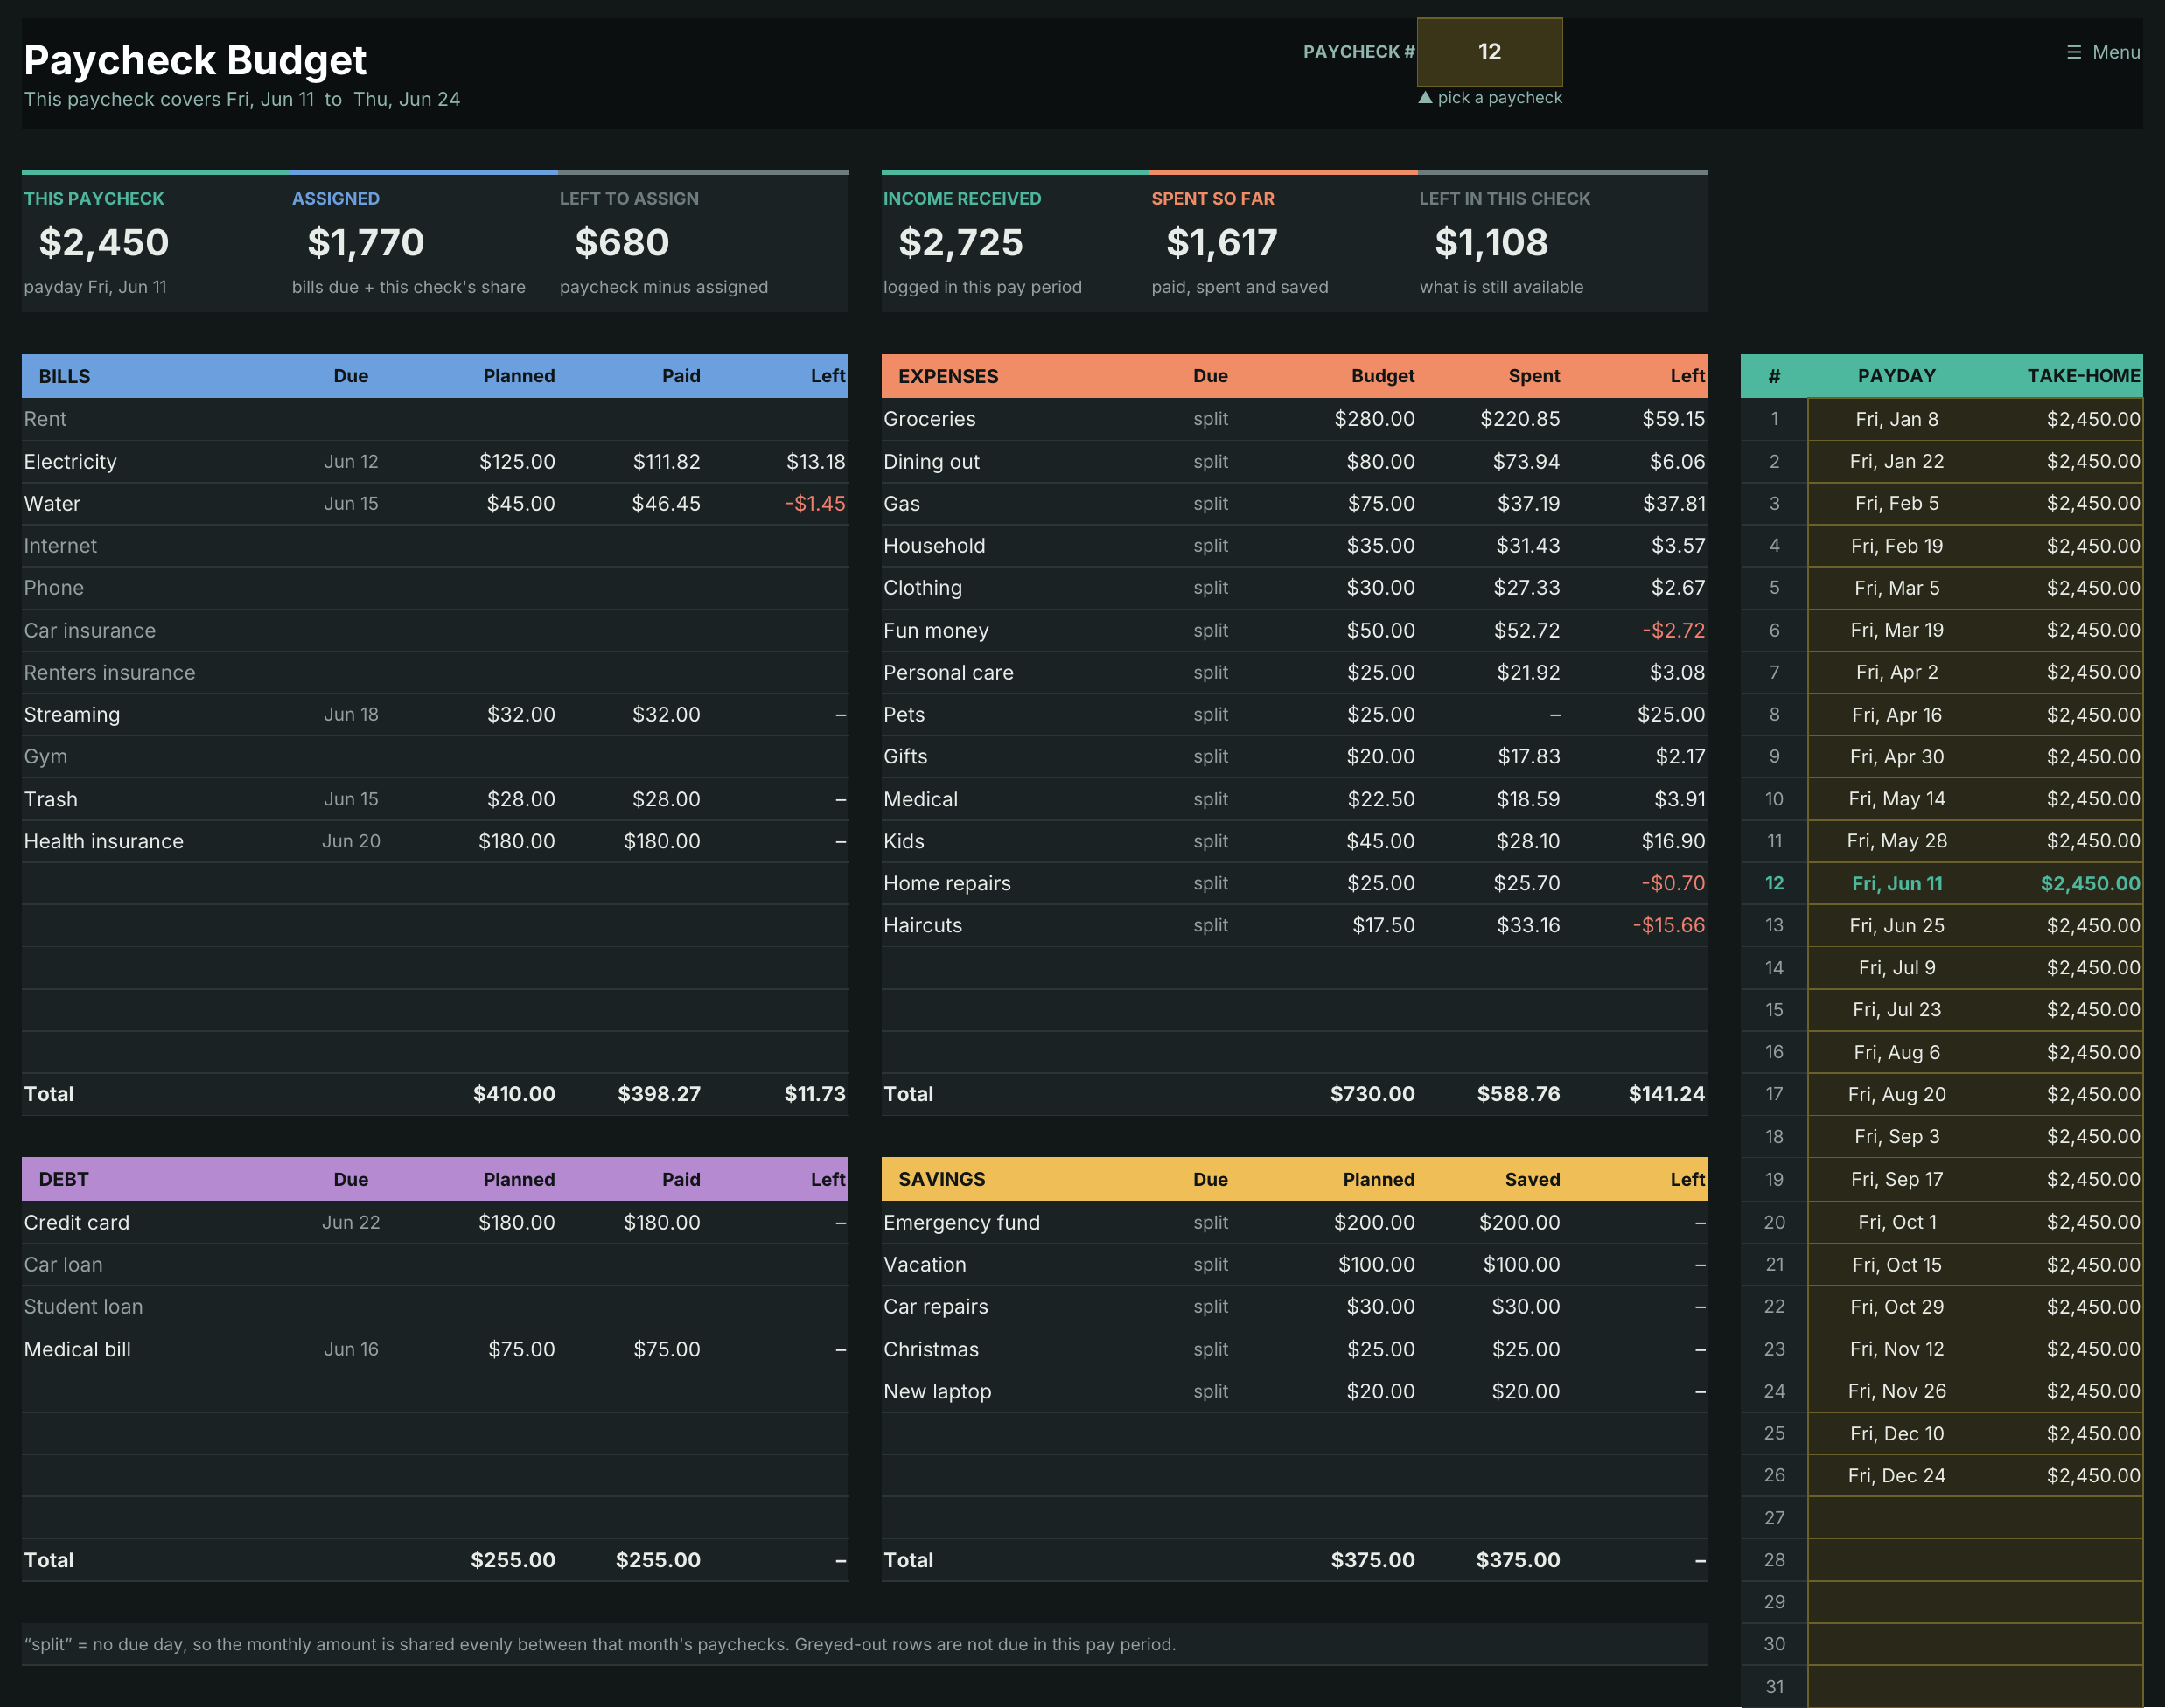 Paycheck Budget
PAYCHECK # 12
☰ Menu
This paycheck covers Fri, Jun 11 to Thu, Jun 24
▲ pick a paycheck
THIS PAYCHECK ASSIGNED LEFT TO ASSIGN
$2,450 $1,770 $680
payday Fri, Jun 11 bills due + this check's share paycheck minus assigned
INCOME RECEIVED SPENT SO FAR LEFT IN THIS CHECK
$2,725 $1,617 $1,108
logged in this pay period paid, spent and saved what is still available
BILLS Due Planned Paid Left
Rent
Electricity Jun 12 $125.00 $111.82 $13.18
Water Jun 15 $45.00 $46.45 -$1.45
Internet
Phone
Car insurance
Renters insurance
Streaming Jun 18 $32.00 $32.00 –
Gym
Trash Jun 15 $28.00 $28.00 –
Health insurance Jun 20 $180.00 $180.00 –
Total $410.00 $398.27 $11.73
EXPENSES Due Budget Spent Left
Groceries split $280.00 $220.85 $59.15
Dining out split $80.00 $73.94 $6.06
Gas split $75.00 $37.19 $37.81
Household split $35.00 $31.43 $3.57
Clothing split $30.00 $27.33 $2.67
Fun money split $50.00 $52.72 -$2.72
Personal care split $25.00 $21.92 $3.08
Pets split $25.00 – $25.00
Gifts split $20.00 $17.83 $2.17
Medical split $22.50 $18.59 $3.91
Kids split $45.00 $28.10 $16.90
Home repairs split $25.00 $25.70 -$0.70
Haircuts split $17.50 $33.16 -$15.66
Total $730.00 $588.76 $141.24
DEBT Due Planned Paid Left
Credit card Jun 22 $180.00 $180.00 –
Car loan
Student loan
Medical bill Jun 16 $75.00 $75.00 –
Total $255.00 $255.00 –
SAVINGS Due Planned Saved Left
Emergency fund split $200.00 $200.00 –
Vacation split $100.00 $100.00 –
Car repairs split $30.00 $30.00 –
Christmas split $25.00 $25.00 –
New laptop split $20.00 $20.00 –
Total $375.00 $375.00 –
“split” = no due day, so the monthly amount is shared evenly between that month's paychecks. Greyed-out rows are not due in this pay period.
# PAYDAY TAKE-HOME
1 Fri, Jan 8 $2,450.00
2 Fri, Jan 22 $2,450.00
3 Fri, Feb 5 $2,450.00
4 Fri, Feb 19 $2,450.00
5 Fri, Mar 5 $2,450.00
6 Fri, Mar 19 $2,450.00
7 Fri, Apr 2 $2,450.00
8 Fri, Apr 16 $2,450.00
9 Fri, Apr 30 $2,450.00
10 Fri, May 14 $2,450.00
11 Fri, May 28 $2,450.00
12 Fri, Jun 11 $2,450.00
13 Fri, Jun 25 $2,450.00
14 Fri, Jul 9 $2,450.00
15 Fri, Jul 23 $2,450.00
16 Fri, Aug 6 $2,450.00
17 Fri, Aug 20 $2,450.00
18 Fri, Sep 3 $2,450.00
19 Fri, Sep 17 $2,450.00
20 Fri, Oct 1 $2,450.00
21 Fri, Oct 15 $2,450.00
22 Fri, Oct 29 $2,450.00
23 Fri, Nov 12 $2,450.00
24 Fri, Nov 26 $2,450.00
25 Fri, Dec 10 $2,450.00
26 Fri, Dec 24 $2,450.00
27
28
29
30
31